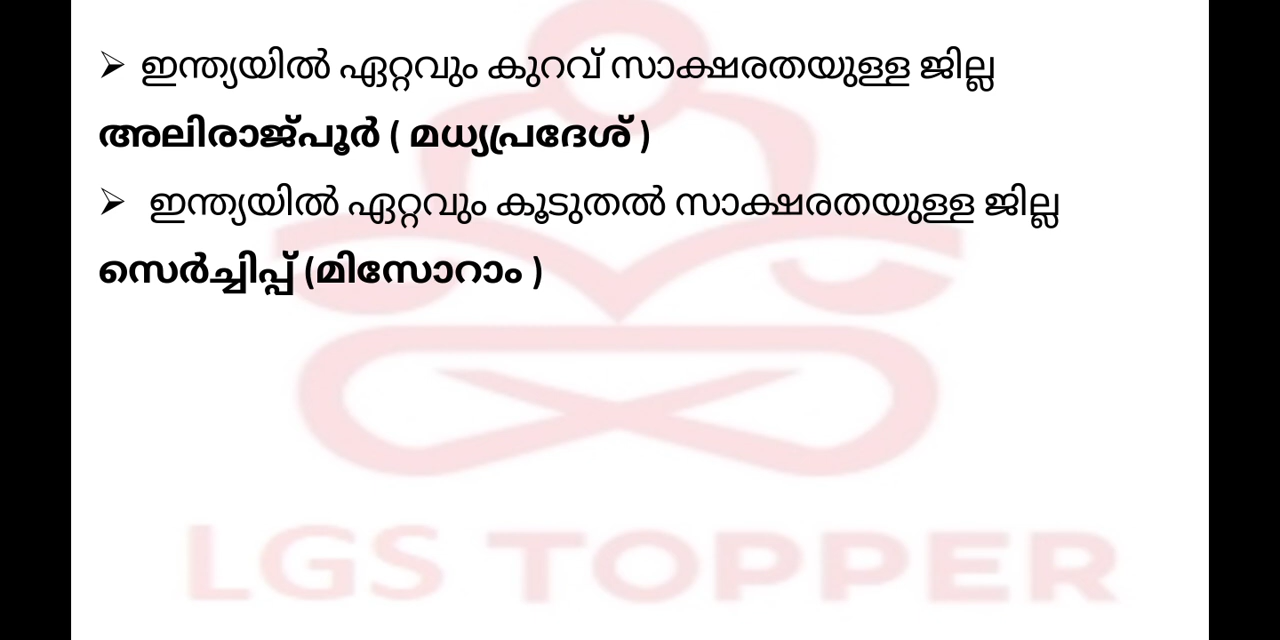 ➢ ഇന്ത്യയിൽ ഏറ്റവും കുറവ് സാക്ഷരതയുള്ള ജില്ല
അലിരാജ്പൂർ ( മധ്യപ്രദേശ് )
➢ ഇന്ത്യയിൽ ഏറ്റവും കൂടുതൽ സാക്ഷരതയുള്ള ജില്ല
സെർച്ചിപ്പ് (മിസോറാം )
LGS TOPPER